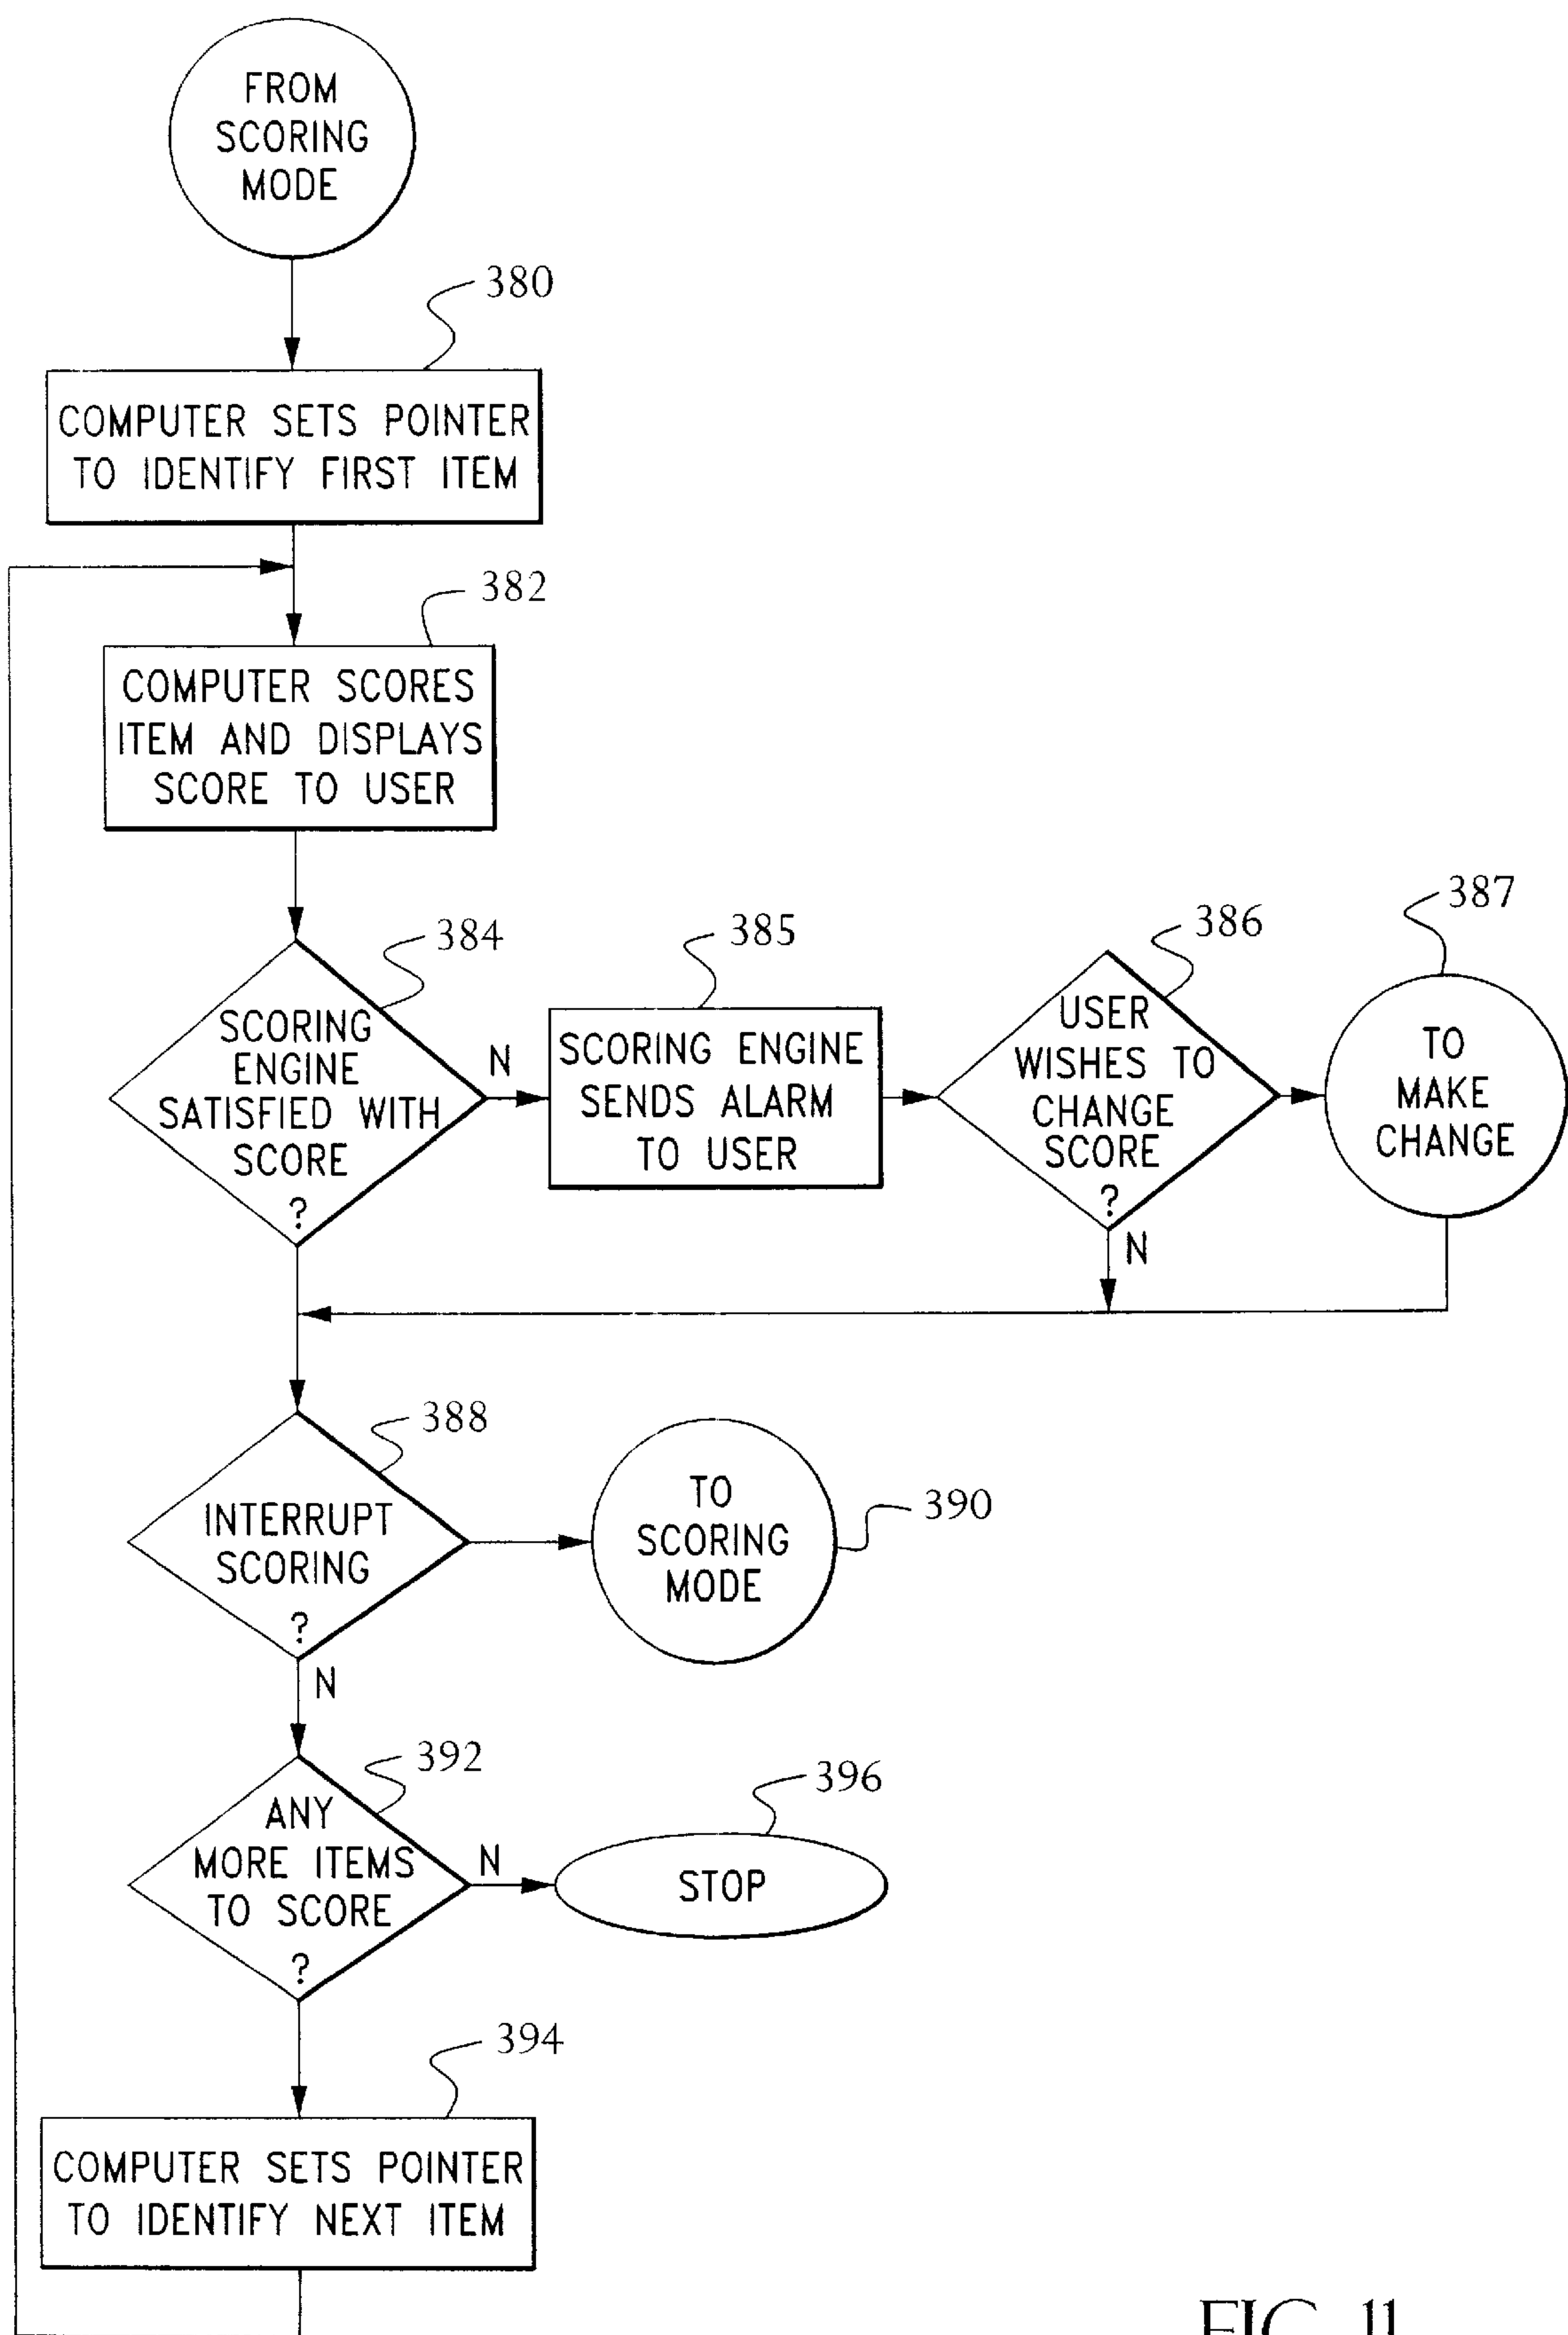 FROM
SCORING
MODE
380
COMPUTER SETS POINTER
TO IDENTIFY FIRST ITEM
382
COMPUTER SCORES
ITEM AND DISPLAYS
SCORE TO USER
384
SCORING
ENGINE
SATISFIED WITH
SCORE
?
N
385
SCORING ENGINE
SENDS ALARM
TO USER
386
USER
WISHES TO
CHANGE
SCORE
?
N
387
TO
MAKE
CHANGE
388
INTERRUPT
SCORING
?
N
TO
SCORING
MODE
390
392
ANY
MORE ITEMS
TO SCORE
?
N
396
STOP
394
COMPUTER SETS POINTER
TO IDENTIFY NEXT ITEM
FIG. 11